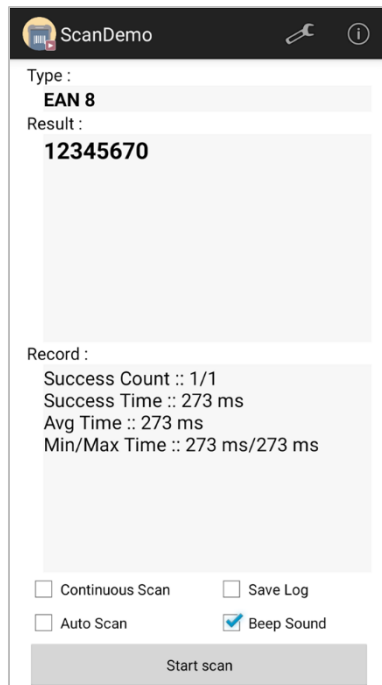 ScanDemo
Type :
EAN 8
Result :
12345670
Record :
Success Count :: 1/1
Success Time :: 273 ms
Avg Time :: 273 ms
Min/Max Time :: 273 ms/273 ms
Continuous Scan Save Log
Auto Scan Beep Sound
Start scan